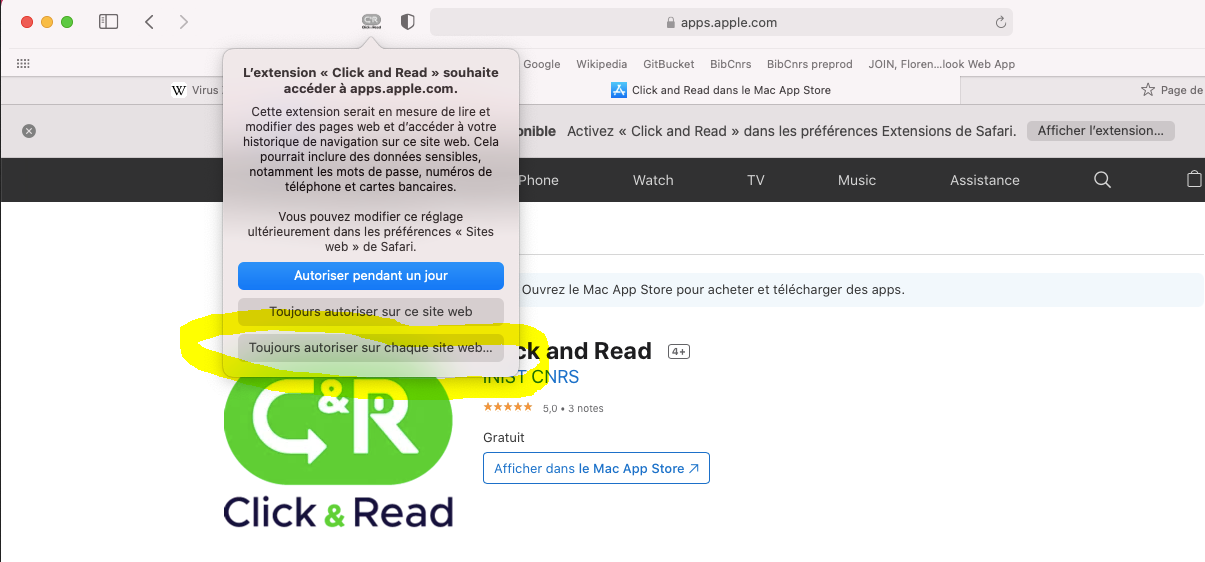 C&R
Click&Read
apps.apple.com
Google Wikipedia GitBucket BibCnrs BibCnrs preprod JOIN, Floren...look Web App
W Virus
Click and Read dans le Mac App Store
Page de
L'extension « Click and Read » souhaite
accéder à apps.apple.com.
Cette extension serait en mesure de lire et
modifier des pages web et d'accéder à votre
historique de navigation sur ce site web. Cela
pourrait inclure des données sensibles,
notamment les mots de passe, numéros de
téléphone et cartes bancaires.
Vous pouvez modifier ce réglage
ultérieurement dans les préférences « Sites
web » de Safari.
Autoriser pendant un jour
Toujours autoriser sur ce site web
Toujours autoriser sur chaque site web...
onible Activez « Click and Read » dans les préférences Extensions de Safari. Afficher l'extension...
Phone Watch TV Music Assistance
Ouvrez le Mac App Store pour acheter et télécharger des apps.
ck and Read 4+
INIST CNRS
5,0 • 3 notes
Gratuit
Afficher dans le Mac App Store
C&R
Click & Read